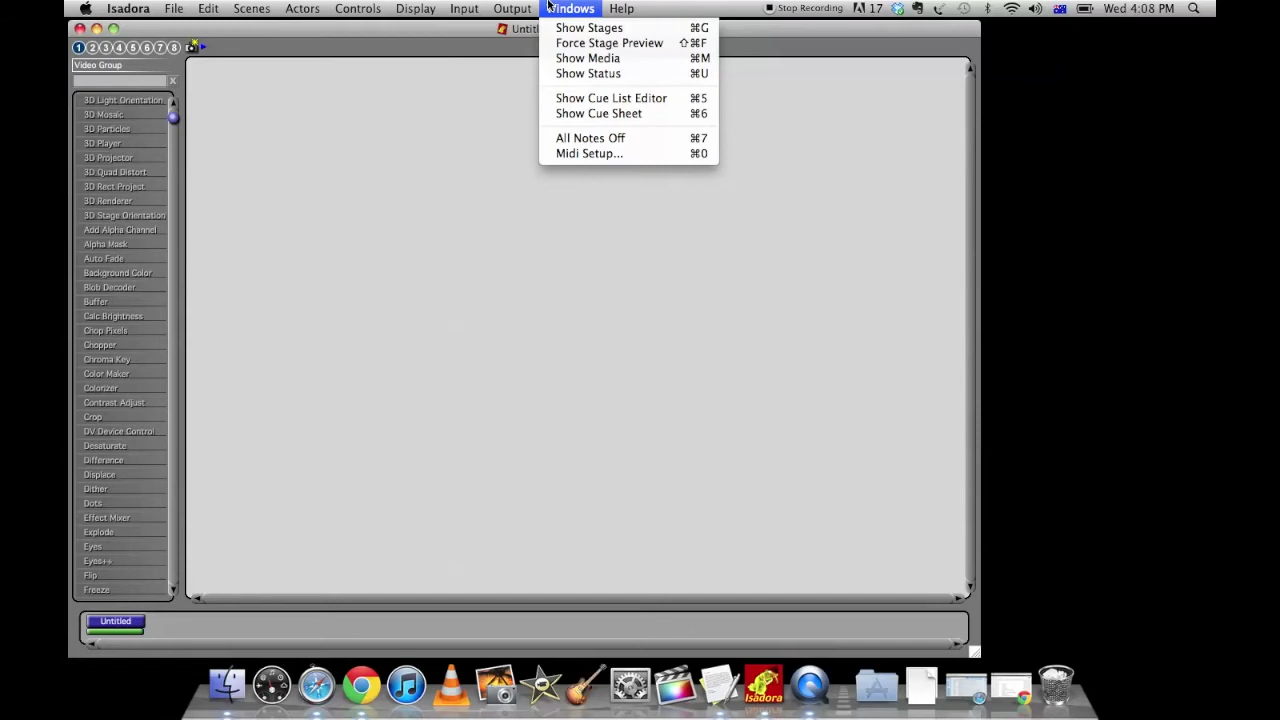 Isadora File Edit Scenes Actors Controls Display Input Output Windows Help Stop Recording 17 Wed 4:08 PM
Untitl
1 2 3 4 5 6 7 8
Video Group
X
Show Stages ⌘G
Force Stage Preview ⇧⌘F
Show Media ⌘M
Show Status ⌘U
Show Cue List Editor ⌘5
Show Cue Sheet ⌘6
All Notes Off ⌘7
Midi Setup... ⌘0
3D Light Orientation
3D Mosaic
3D Particles
3D Player
3D Projector
3D Quad Distort
3D Rect Project
3D Renderer
3D Stage Orientation
Add Alpha Channel
Alpha Mask
Auto Fade
Background Color
Blob Decoder
Buffer
Calc Brightness
Chop Pixels
Chopper
Chroma Key
Color Maker
Colorizer
Contrast Adjust
Crop
DV Device Control
Desaturate
Difference
Displace
Dither
Dots
Effect Mixer
Explode
Eyes
Eyes++
Flip
Freeze
Untitled
Isadora